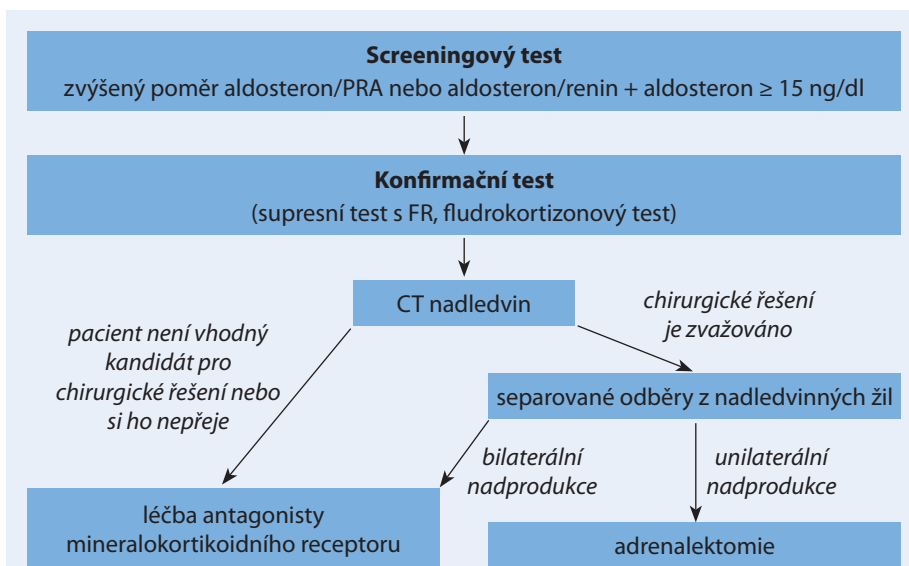 Screeningový test
zvýšený poměr aldosteron/PRA nebo aldosteron/renin + aldosteron ≥ 15 ng/dl
Konfirmační test
(supresní test s FR, fludrokortizonový test)
CT nadledvin
chirurgické řešení
je zvažováno
pacient není vhodný
kandidát pro
chirurgické řešení nebo
si ho nepřeje
separované odběry z nadledvinných žil
bilaterální
nadprodukce
unilaterální
nadprodukce
léčba antagonisty
mineralokortikoidního receptoru
adrenalektomie